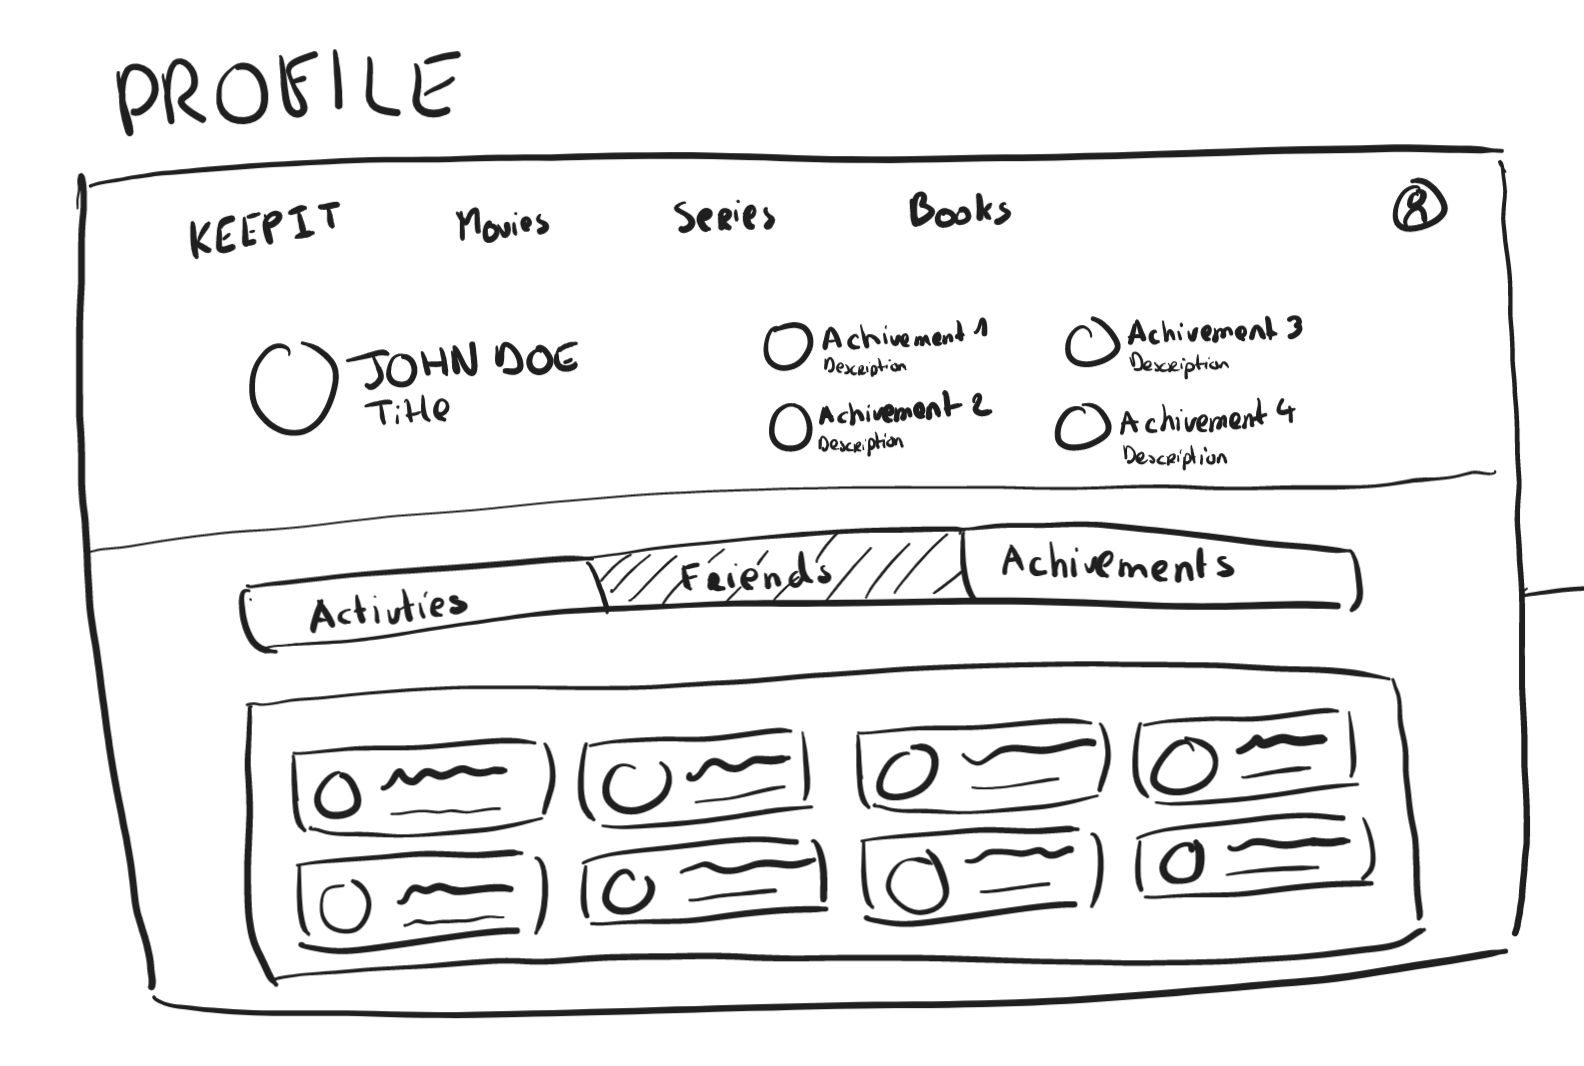 PROFILE
KEEPIT Movies Series Books
JOHN DOE
Title
Achivement 1
Description
Achivement 2
Description
Achivement 3
Description
Achivement 4
Description
Activties Friends Achivements